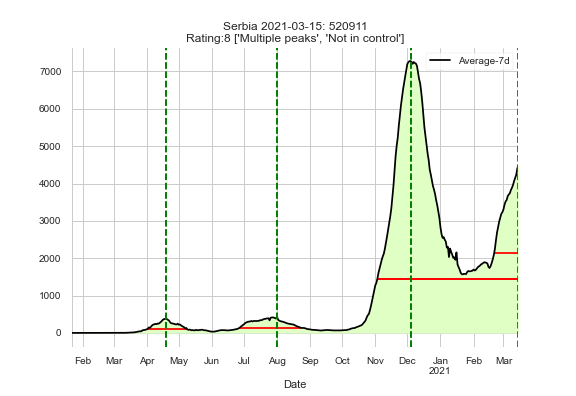 Serbia 2021-03-15: 520911
Rating:8 ['Multiple peaks', 'Not in control']
Average-7d
7000
6000
5000
4000
3000
2000
1000
0
Feb Mar Apr May Jun Jul Aug Sep Oct Nov Dec Jan Feb Mar
2021
Date